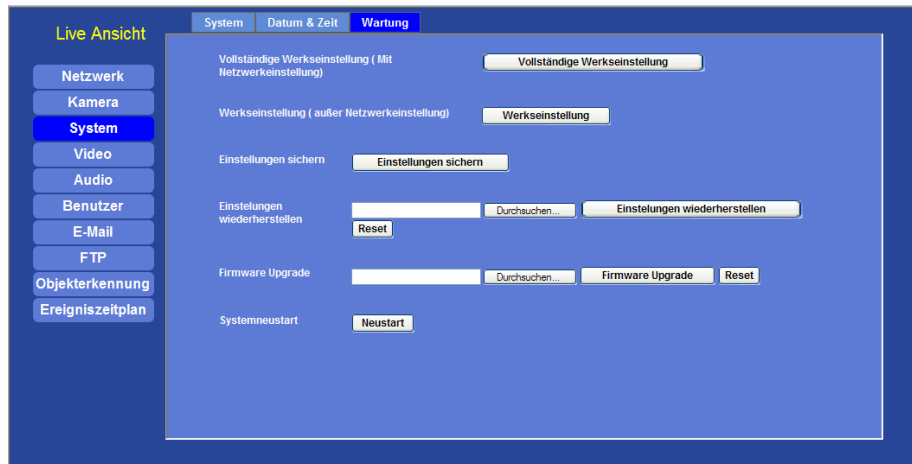 Live Ansicht
System Datum & Zeit Wartung
Netzwerk
Kamera
System
Video
Audio
Benutzer
E-Mail
FTP
Objekterkennung
Ereigniszeitplan
Vollständige Werkseinstellung ( Mit
Netzwerkeinstellung)
Vollständige Werkseinstellung
Werkseinstellung ( außer Netzwerkeinstellung)
Werkseinstellung
Einstellungen sichern
Einstellungen sichern
Einstelungen
wiederherstellen
Durchsuchen...
Einstelungen wiederherstellen
Reset
Firmware Upgrade
Durchsuchen...
Firmware Upgrade
Reset
Systemneustart
Neustart